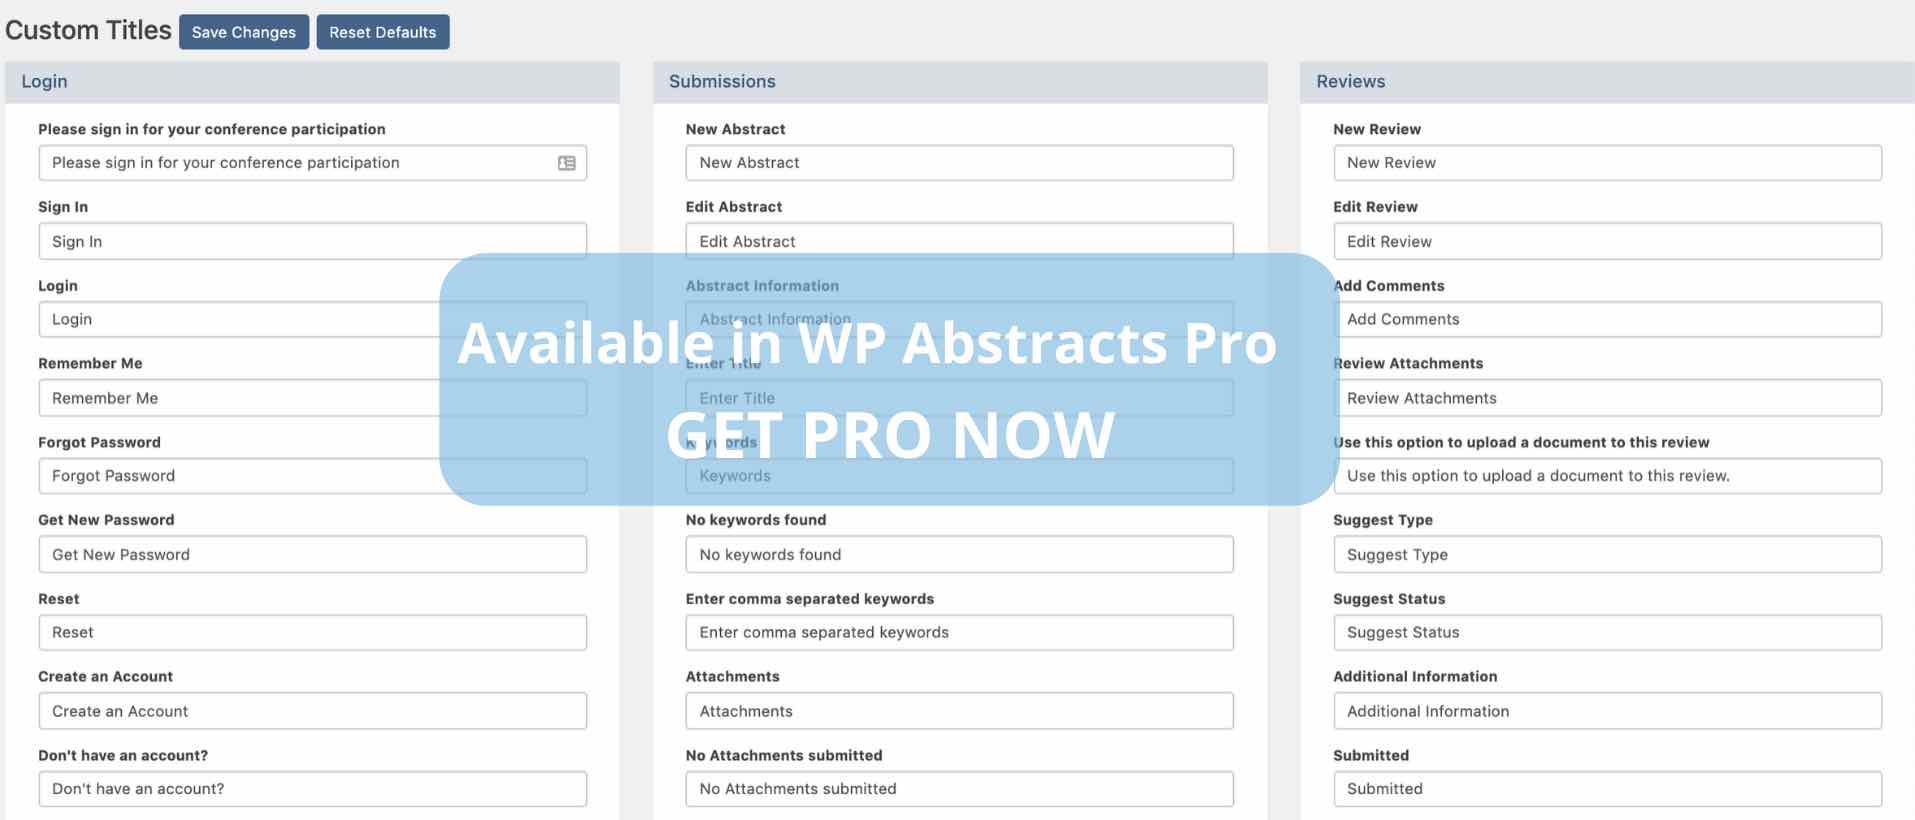 Custom Titles Save Changes Reset Defaults
Login
Please sign in for your conference participation
Please sign in for your conference participation
Sign In
Sign In
Login
Login
Remember Me
Remember Me
Forgot Password
Forgot Password
Get New Password
Get New Password
Reset
Reset
Create an Account
Create an Account
Don't have an account?
Don't have an account?
Submissions
New Abstract
New Abstract
Edit Abstract
Edit Abstract
Abstract Information
Abstract Information
Enter Title
Enter Title
Keywords
Keywords
No keywords found
No keywords found
Enter comma separated keywords
Enter comma separated keywords
Attachments
Attachments
No Attachments submitted
No Attachments submitted
Reviews
New Review
New Review
Edit Review
Edit Review
Add Comments
Add Comments
Review Attachments
Review Attachments
Use this option to upload a document to this review
Use this option to upload a document to this review.
Suggest Type
Suggest Type
Suggest Status
Suggest Status
Additional Information
Additional Information
Submitted
Submitted
Available in WP Abstracts Pro
GET PRO NOW